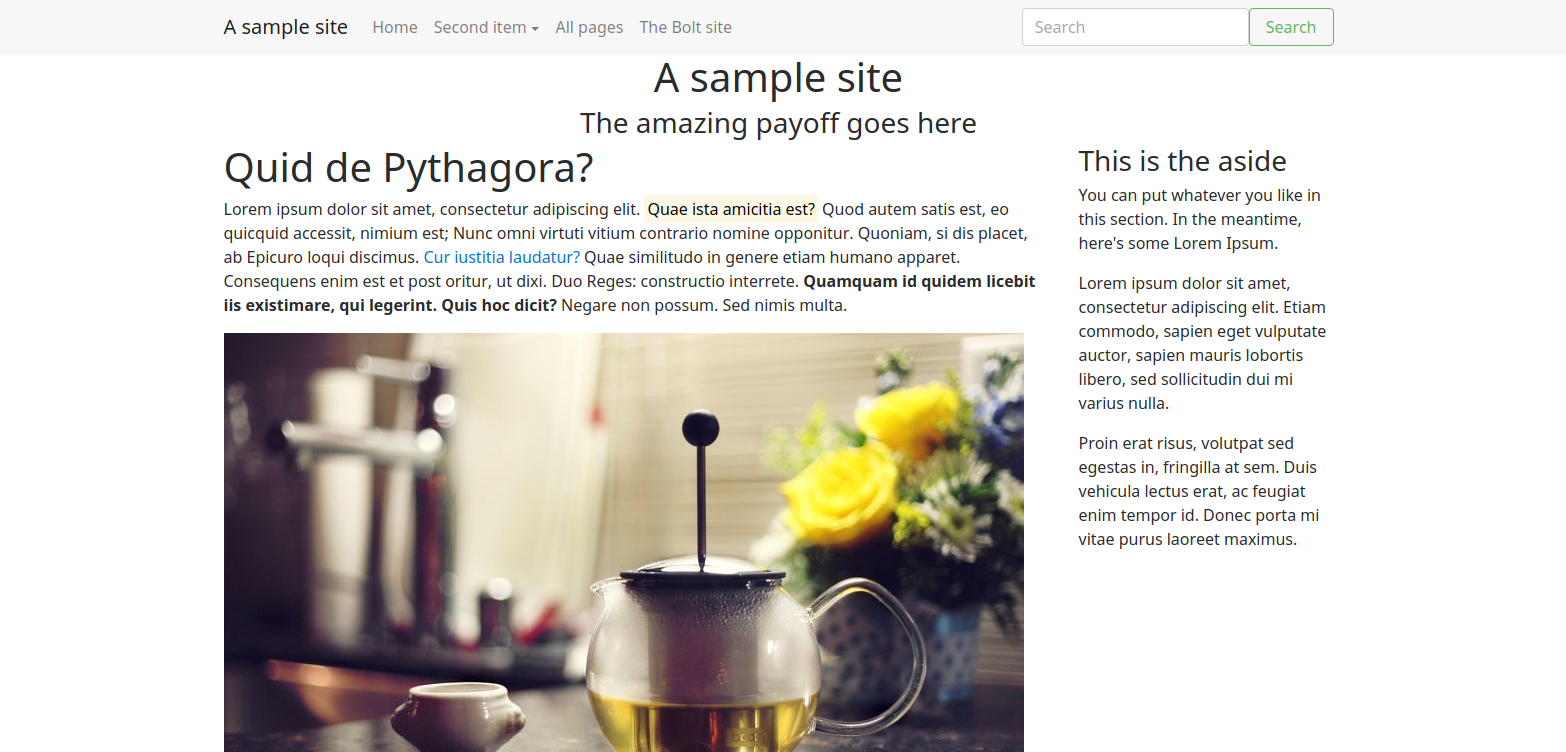 A sample site Home Second item All pages The Bolt site Search Search
A sample site
The amazing payoff goes here
Quid de Pythagora?
Lorem ipsum dolor sit amet, consectetur adipiscing elit. Quae ista amicitia est? Quod autem satis est, eo
quicquid accessit, nimium est; Nunc omni virtuti vitium contrario nomine opponitur. Quoniam, si dis placet,
ab Epicuro loqui discimus. Cur iustitia laudatur? Quae similitudo in genere etiam humano apparet.
Consequens enim est et post oritur, ut dixi. Duo Reges: constructio interrete. Quamquam id quidem licebit
iis existimare, qui legerint. Quis hoc dicit? Negare non possum. Sed nimis multa.
This is the aside
You can put whatever you like in
this section. In the meantime,
here's some Lorem Ipsum.
Lorem ipsum dolor sit amet,
consectetur adipiscing elit. Etiam
commodo, sapien eget vulputate
auctor, sapien mauris lobortis
libero, sed sollicitudin dui mi
varius nulla.
Proin erat risus, volutpat sed
egestas in, fringilla at sem. Duis
vehicula lectus erat, ac feugiat
enim tempor id. Donec porta mi
vitae purus laoreet maximus.